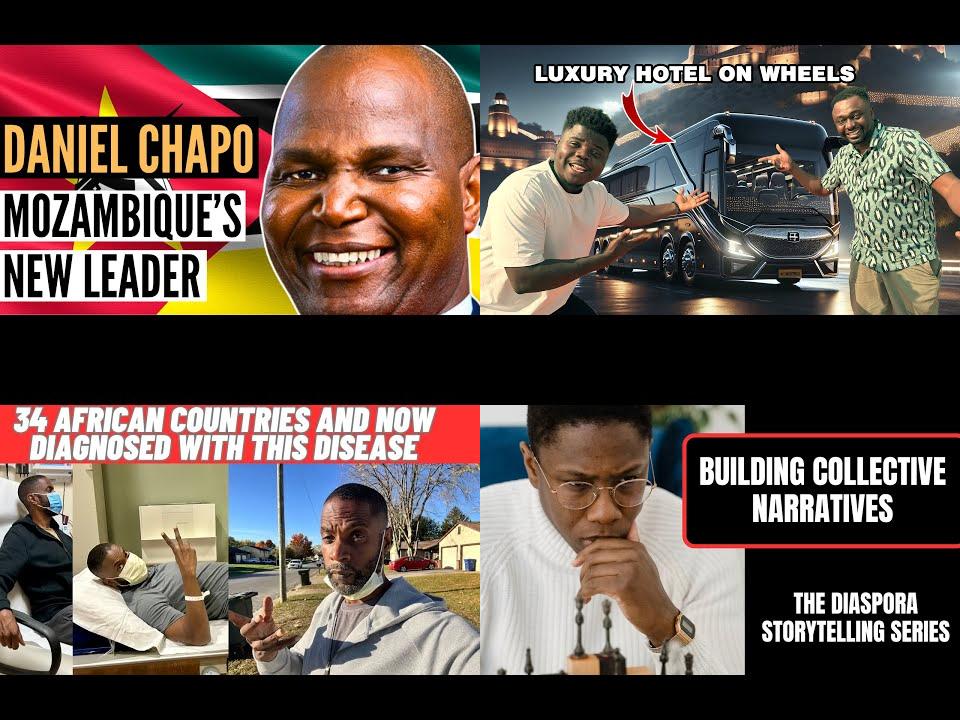 DANIEL CHAPO
MOZAMBIQUE'S
NEW LEADER
LUXURY HOTEL ON WHEELS
34 AFRICAN COUNTRIES AND NOW
DIAGNOSED WITH THIS DISEASE
BUILDING COLLECTIVE
NARRATIVES
THE DIASPORA
STORYTELLING SERIES